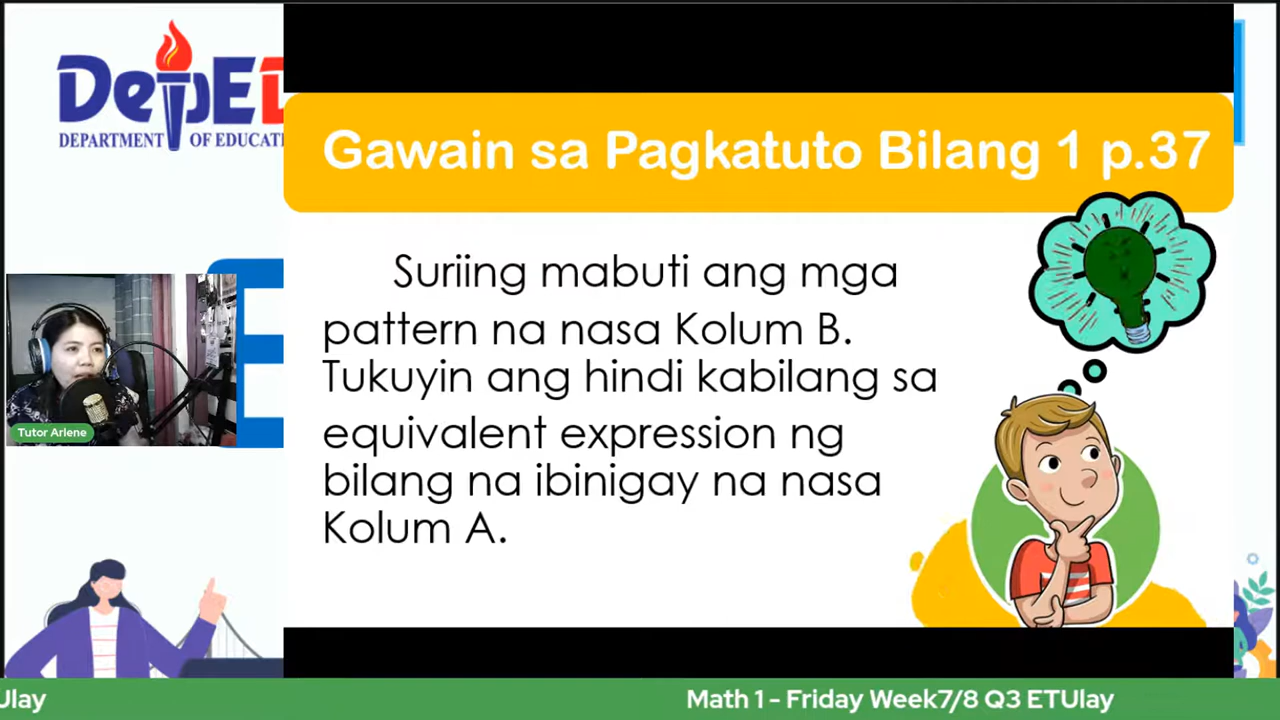 DepED
DEPARTMENT OF EDUCATI
Gawain sa Pagkatuto Bilang 1 p.37
Suriing mabuti ang mga
pattern na nasa Kolum B.
Tukuyin ang hindi kabilang sa
equivalent expression ng
bilang na ibinigay na nasa
Kolum A.
E
Tutor Arlene
Ulay
Math 1 - Friday Week7/8 Q3 ETUlay